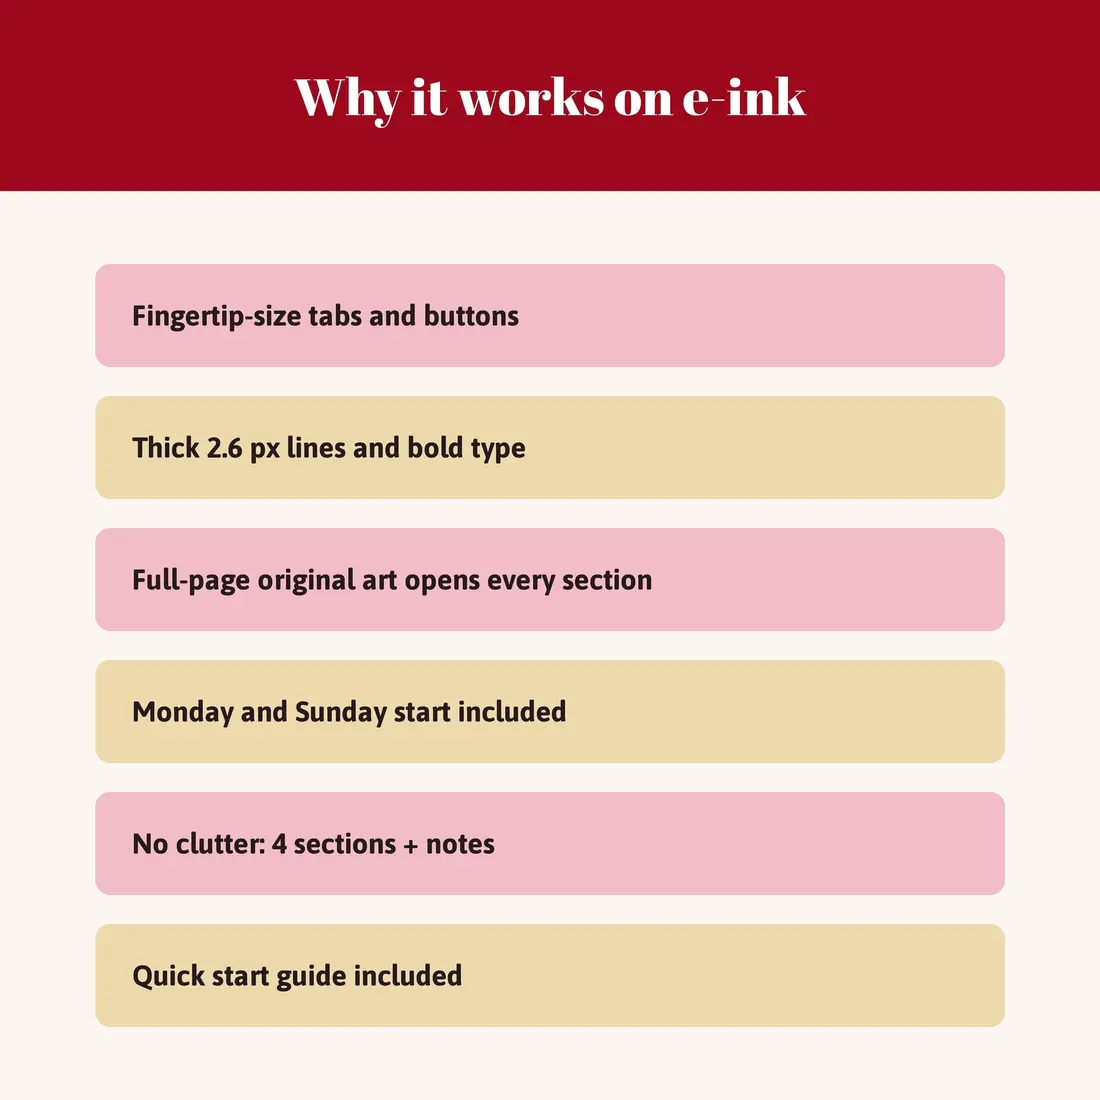 Why it works on e-ink
Fingertip-size tabs and buttons
Thick 2.6 px lines and bold type
Full-page original art opens every section
Monday and Sunday start included
No clutter: 4 sections + notes
Quick start guide included